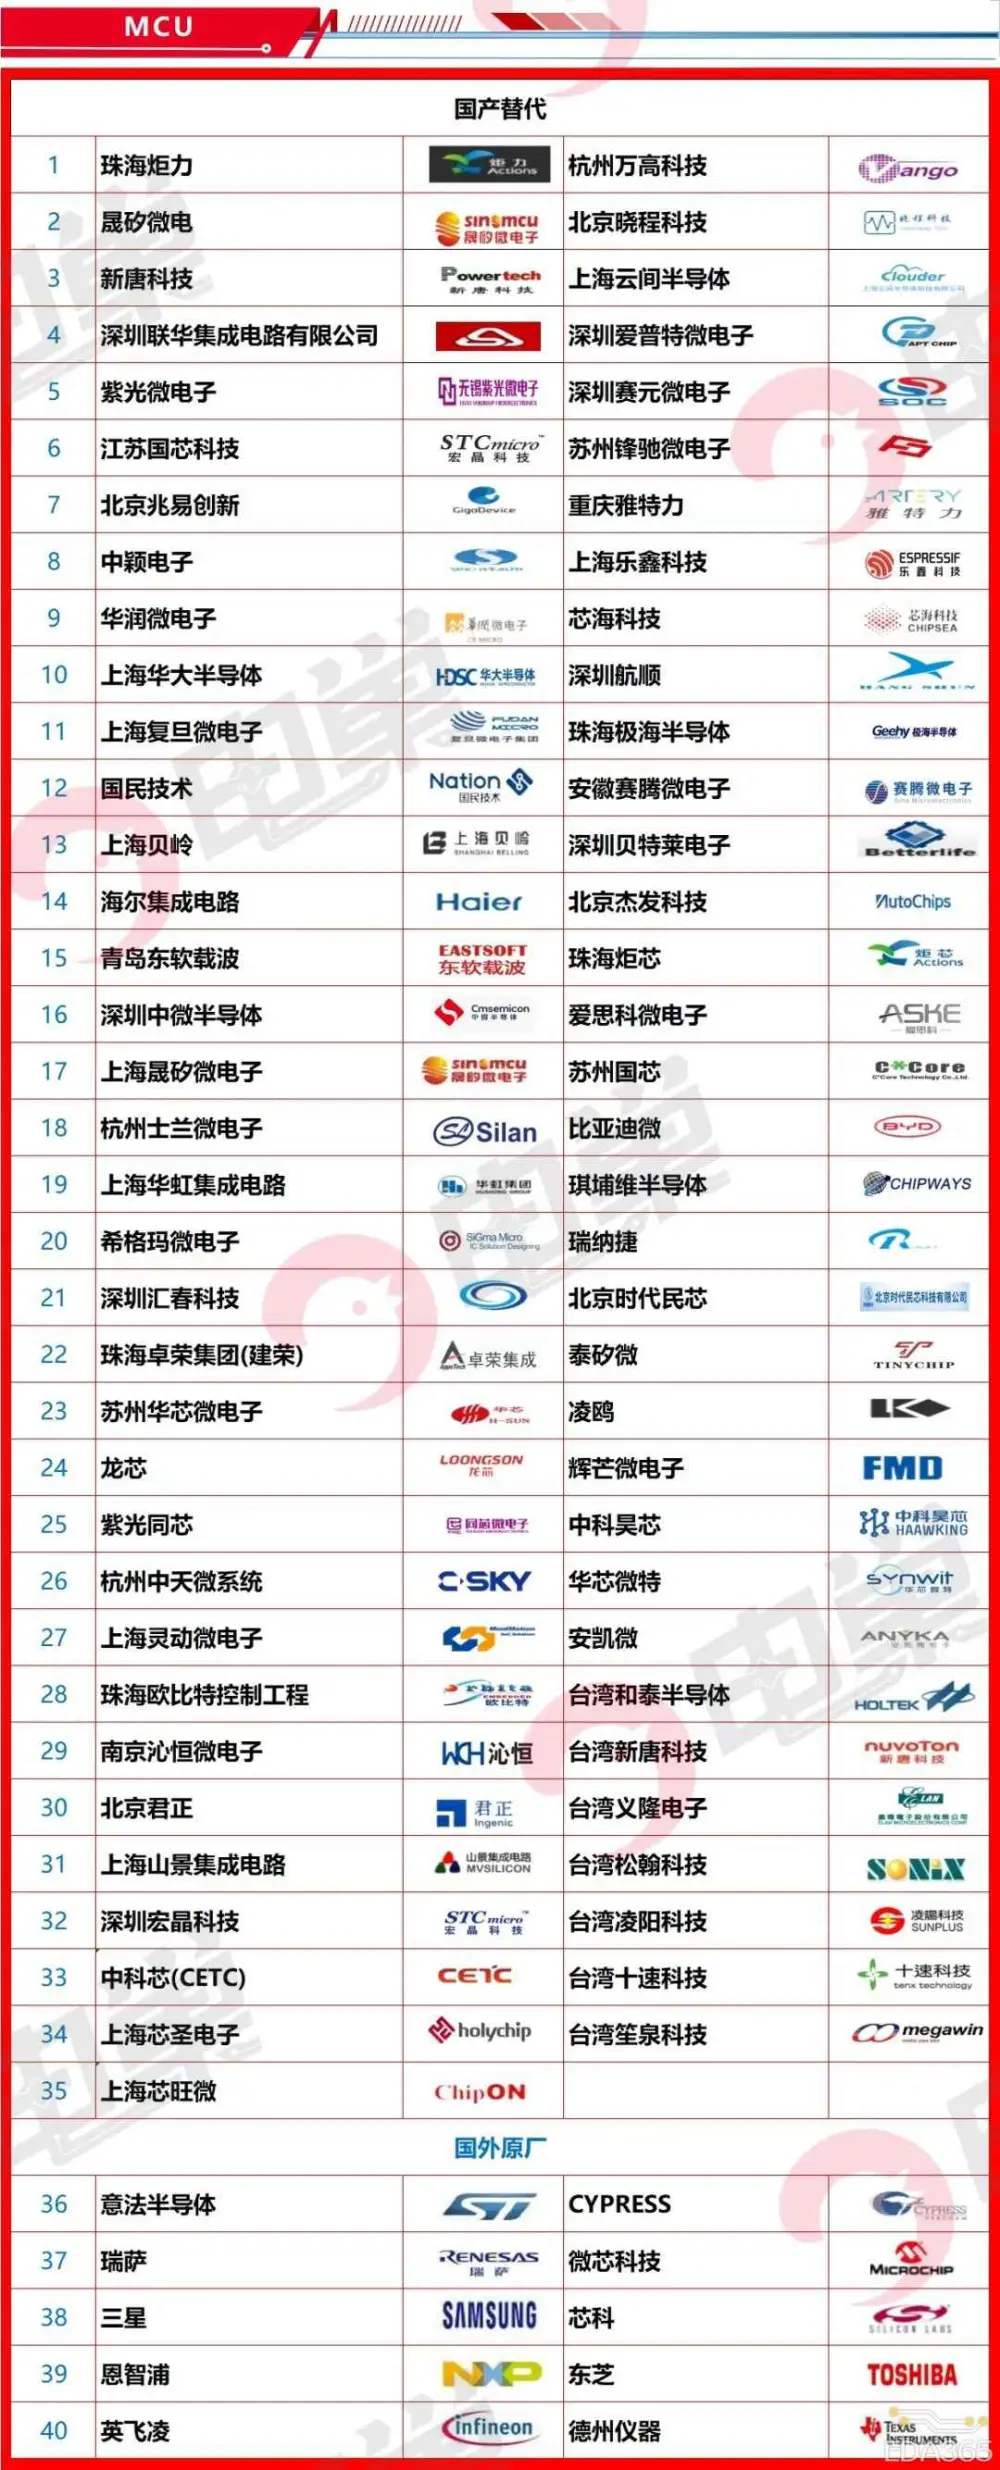 MCU
国产替代
1 珠海炬力 炬力 Actions 杭州万高科技 Vango
2 晟矽微电 sinomcu 晟矽微电子 北京晓程科技 晓程科技
3 新唐科技 Powertech 新唐科技 上海云间半导体 Clouder
4 深圳联华集成电路有限公司 深圳爱普特微电子 APT CHIP
5 紫光微电子 无锡紫光微电子 深圳赛元微电子 SOC
6 江苏国芯科技 STCmicro™ 宏晶科技 苏州锋驰微电子
7 北京兆易创新 GigaDevice 重庆雅特力 ARTERY 雅特力
8 中颖电子 SINO WEALTH 上海乐鑫科技 ESPRESSIF 乐鑫科技
9 华润微电子 华润微电子 CR MICRO 芯海科技 芯海科技 CHIPSEA
10 上海华大半导体 HDSC 华大半导体 深圳航顺 HANG SHUN
11 上海复旦微电子 FUDAN MICRO 复旦微电子集团 珠海极海半导体 Geehy 极海半导体
12 国民技术 Nation 国民技术 安徽赛腾微电子 赛腾微电子 Sine Microelectronics
13 上海贝岭 上海贝岭 SHANGHAI BELLING 深圳贝特莱电子 Betterlife
14 海尔集成电路 Haier 北京杰发科技 AutoChips
15 青岛东软载波 EASTSOFT 东软载波 珠海炬芯 炬芯 Actions
16 深圳中微半导体 Cmsemicon 中微半导体 爱思科微电子 ASKE 爱思科
17 上海晟矽微电子 sinomcu 晟矽微电子 苏州国芯 C*Core C*Core Technology Co.,Ltd.
18 杭州士兰微电子 Silan 比亚迪微 BYD
19 上海华虹集成电路 华虹集团 HUAHONG GROUP 琪埔维半导体 CHIPWAYS
20 希格玛微电子 SiGma Micro IC Solution Designing 瑞纳捷
21 深圳汇春科技 北京时代民芯 北京时代民芯科技有限公司
22 珠海卓荣集团(建荣) 卓荣集成 泰矽微 TINYCHIP
23 苏州华芯微电子 华芯 H-SUN 凌鸥
24 龙芯 LOONGSON 龙芯 辉芒微电子 FMD
25 紫光同芯 同芯微电子 中科昊芯 中科昊芯 HAAWKING
26 杭州中天微系统 C-SKY 华芯微特 Synwit 华芯微特
27 上海灵动微电子 MindMotion 安凯微 ANYKA
28 珠海欧比特控制工程 Orbita EMBEDDED 欧比特 台湾和泰半导体 HOLTEK
29 南京沁恒微电子 WCH 沁恒 台湾新唐科技 nuvoTon 新唐科技
30 北京君正 君正 Ingenic 台湾义隆电子 ELAN
31 上海山景集成电路 山景集成电路 MVSILICON 台湾松翰科技 SONiX
32 深圳宏晶科技 STC micro™ 宏晶科技 台湾凌阳科技 凌陽科技 SUNPLUS
33 中科芯(CETC) CETC 台湾十速科技 十速科技 tenx technology
34 上海芯圣电子 holychip 台湾笙泉科技 megawin
35 上海芯旺微 ChipON
国外原厂
36 意法半导体 ST CYPRESS CYPRESS
37 瑞萨 RENESAS 瑞萨 微芯科技 MICROCHIP
38 三星 SAMSUNG 芯科 SILICON LABS
39 恩智浦 NXP 东芝 TOSHIBA
40 英飞凌 infineon 德州仪器 TEXAS INSTRUMENTS
EDA365